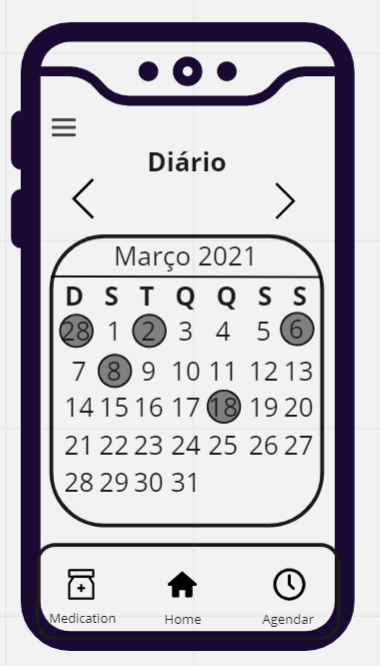 Diário
Março 2021
D S T Q Q S S
28 1 2 3 4 5 6
7 8 9 10 11 12 13
14 15 16 17 18 19 20
21 22 23 24 25 26 27
28 29 30 31
Medication Home Agendar